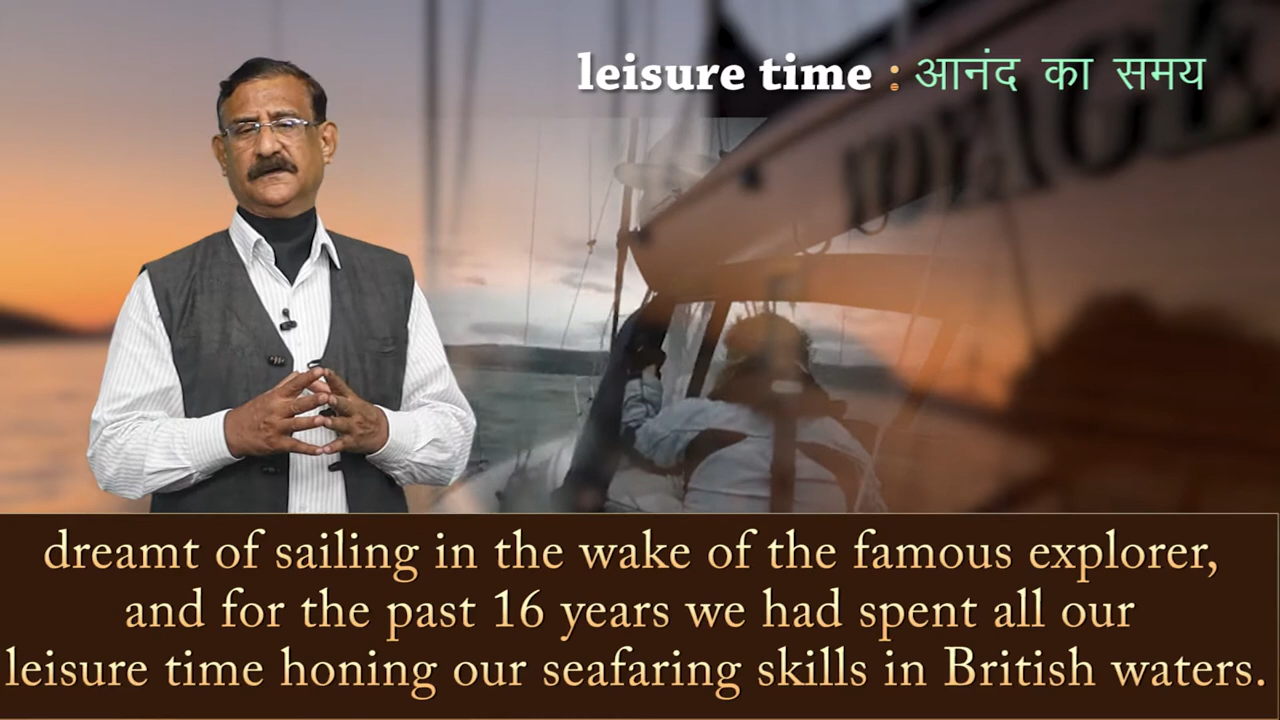 leisure time : आनंद का समय
dreamt of sailing in the wake of the famous explorer,
and for the past 16 years we had spent all our
leisure time honing our seafaring skills in British waters.